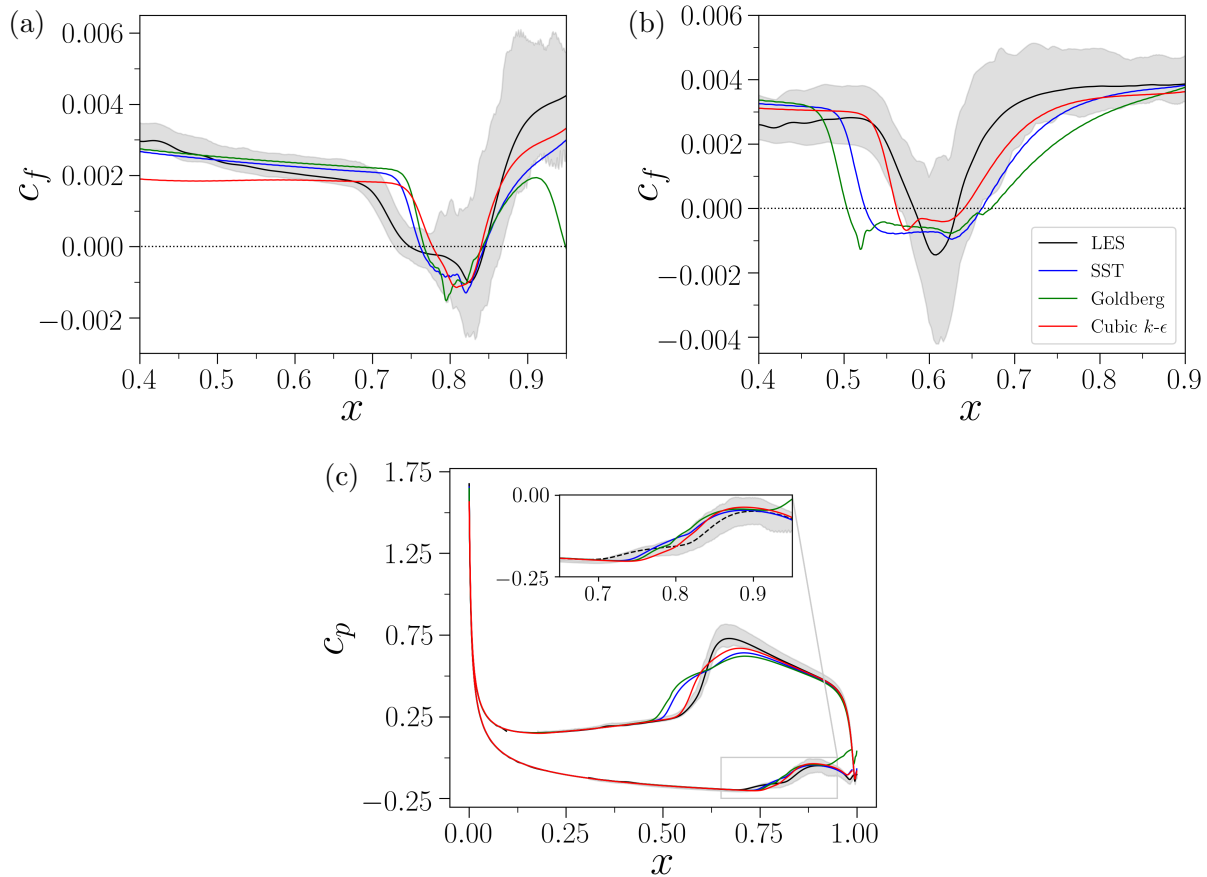 (a)
0.006
0.004
0.002
0.000
−0.002
c_f
0.4 0.5 0.6 0.7 0.8 0.9
x
(b)
0.006
0.004
0.002
0.000
−0.002
−0.004
c_f
LES
SST
Goldberg
Cubic k-ϵ
0.4 0.5 0.6 0.7 0.8 0.9
x
(c)
1.75
1.25
0.75
0.25
−0.25
c_p
0.00
−0.25
0.7 0.8 0.9
0.00 0.25 0.50 0.75 1.00
x